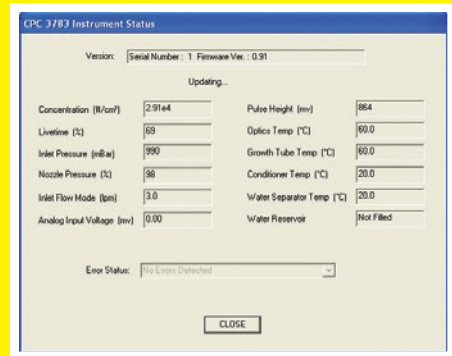 CPC 3783 Instrument Status
Version: Serial Number : 1 Firmware Ver. : 0.91
Updating...
Concentration (#/cm³) 2.91e4 Pulse Height (mv) 864
Livetime (%) 69 Optics Temp (°C) 60.0
Inlet Pressure (mBar) 990 Growth Tube Temp (°C) 60.0
Nozzle Pressure (%) 98 Conditioner Temp (°C) 20.0
Inlet Flow Mode (lpm) 3.0 Water Separator Temp (°C) 20.0
Analog Input Voltage (mv) 0.00 Water Reservoir Not Filled
Error Status: No Errors Detected
CLOSE